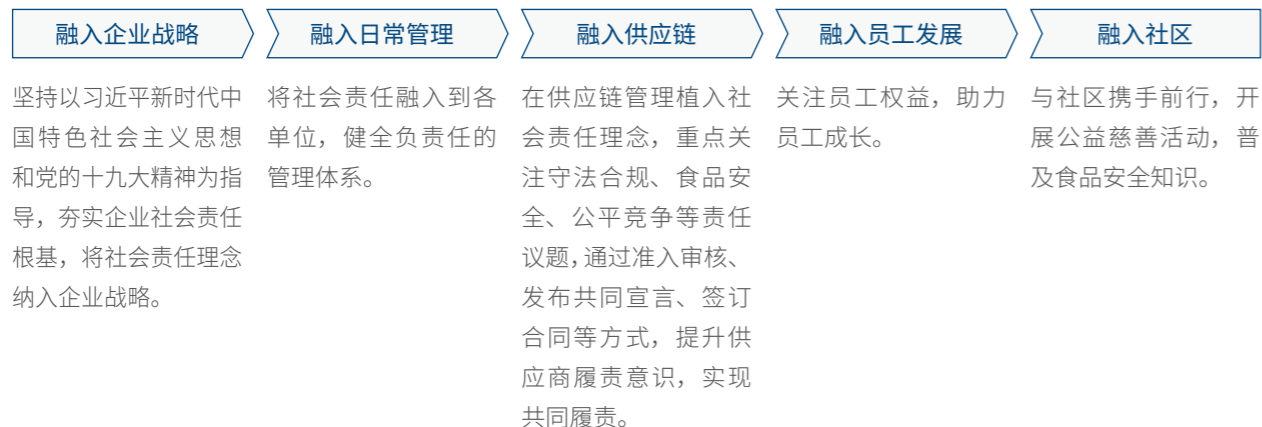 融入企业战略
坚持以习近平新时代中
国特色社会主义思想
和党的十九大精神为指
导，夯实企业社会责任
根基，将社会责任理念
纳入企业战略。
融入日常管理
将社会责任融入到各
单位，健全负责任的
管理体系。
融入供应链
在供应链管理植入社
会责任理念，重点关
注守法合规、食品安
全、公平竞争等责任
议题，通过准入审核、
发布共同宣言、签订
合同等方式，提升供
应商履责意识，实现
共同履责。
融入员工发展
关注员工权益，助力
员工成长。
融入社区
与社区携手前行，开
展公益慈善活动，普
及食品安全知识。